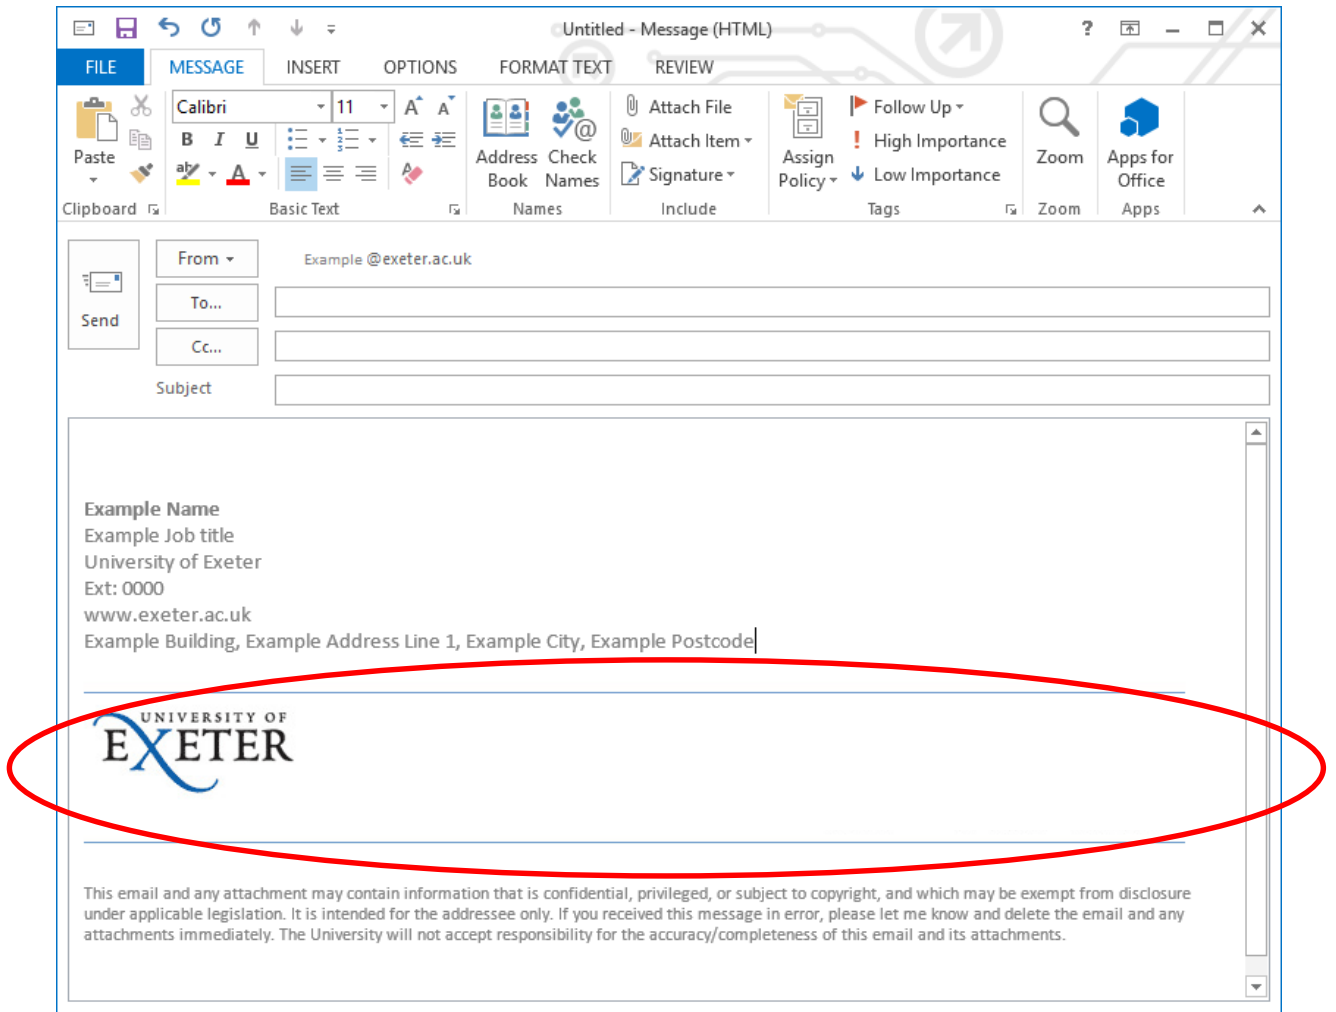 Untitled - Message (HTML)
?
FILE MESSAGE INSERT OPTIONS FORMAT TEXT REVIEW
Calibri 11 A A
B I U
aby A
Paste
Clipboard
Basic Text
Address Book
Check Names
Names
Attach File
Attach Item
Signature
Include
Assign Policy
Follow Up
High Importance
Low Importance
Tags
Zoom
Zoom
Apps for Office
Apps
Send
From Example @exeter.ac.uk
To...
Cc...
Subject
Example Name
Example Job title
University of Exeter
Ext: 0000
www.exeter.ac.uk
Example Building, Example Address Line 1, Example City, Example Postcode
UNIVERSITY OF
EXETER
This email and any attachment may contain information that is confidential, privileged, or subject to copyright, and which may be exempt from disclosure
under applicable legislation. It is intended for the addressee only. If you received this message in error, please let me know and delete the email and any
attachments immediately. The University will not accept responsibility for the accuracy/completeness of this email and its attachments.